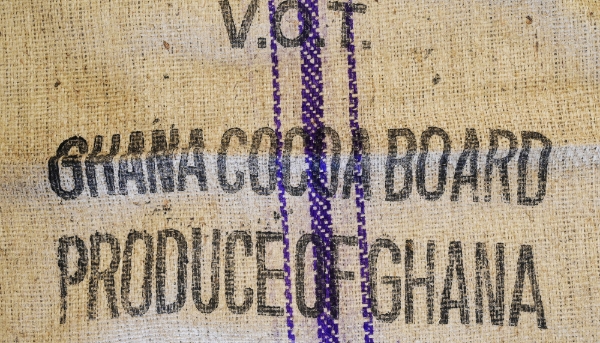 V.O.T.
GHANA COCOA BOARD
PRODUCE OF GHANA